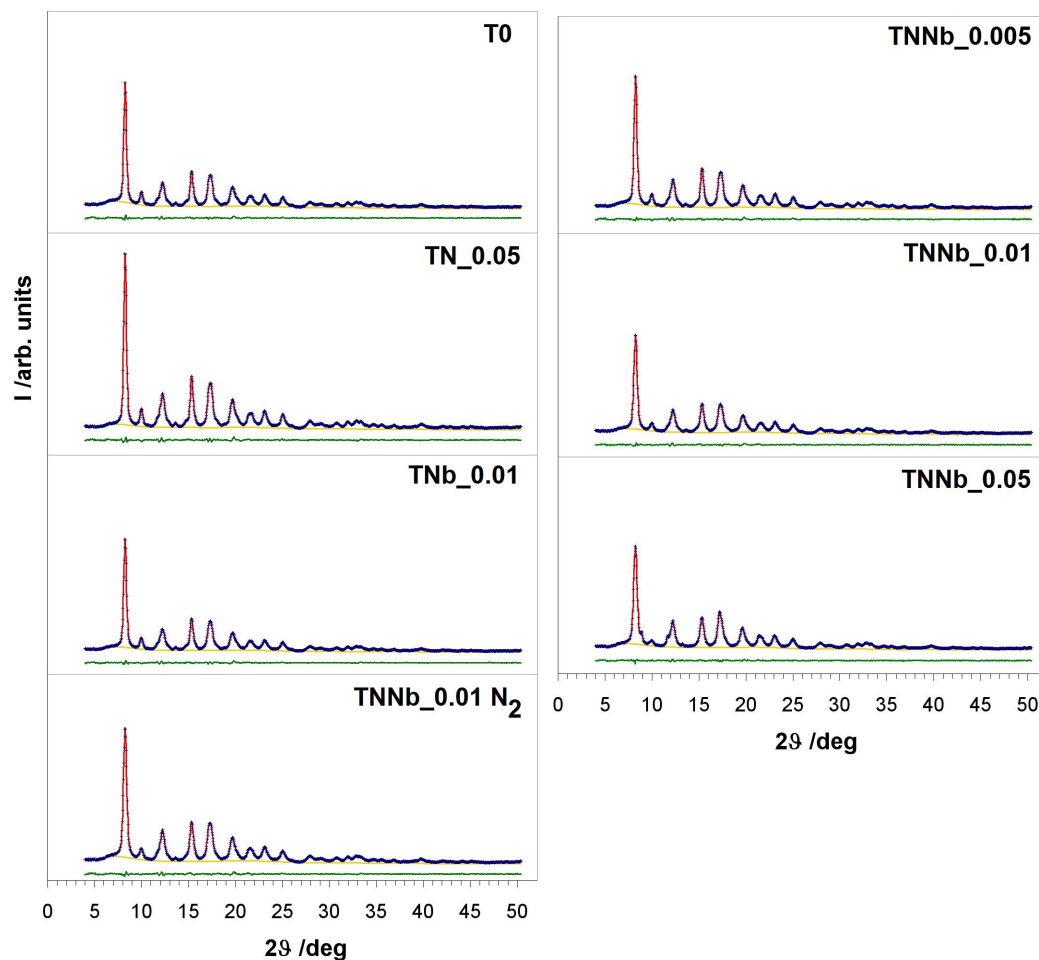 T0
TN_0.05
TNb_0.01
TNNb_0.01 N2
I /arb. units
0 5 10 15 20 25 30 35 40 45 50
2ϑ /deg
TNNb_0.005
TNNb_0.01
TNNb_0.05
0 5 10 15 20 25 30 35 40 45 50
2ϑ /deg